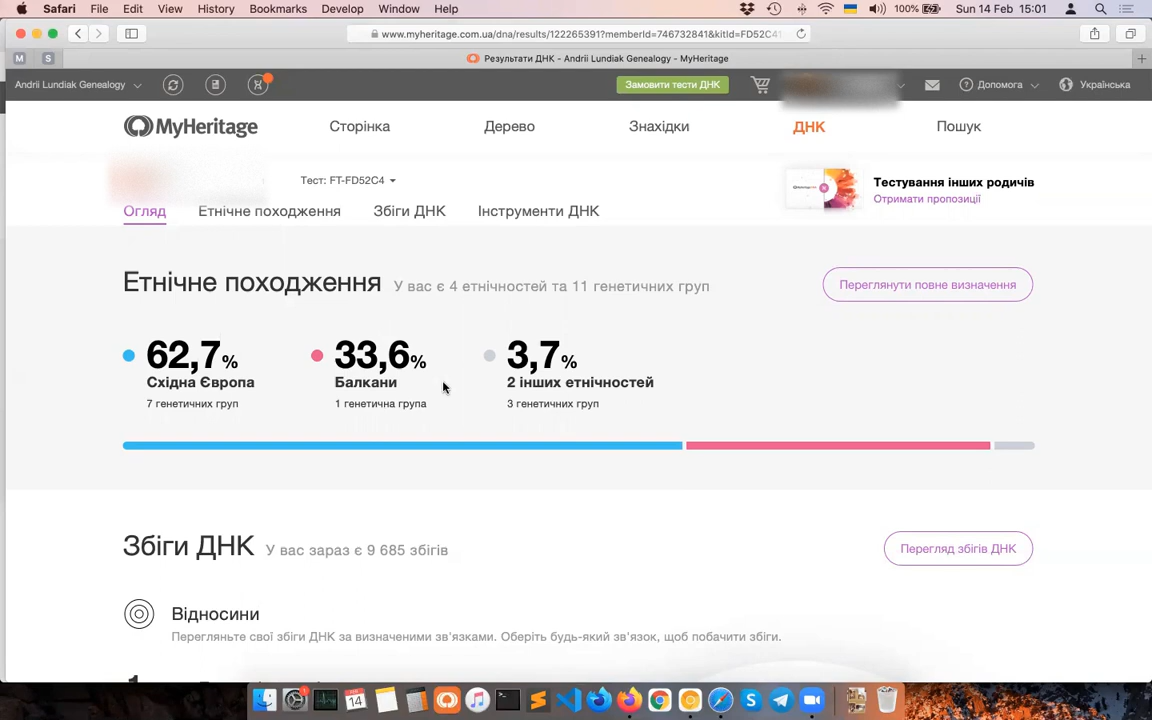 Safari File Edit View History Bookmarks Develop Window Help 100% Sun 14 Feb 15:01
www.myheritage.com.ua/dna/results/122265391?memberId=746732841&kitId=FD52C41
M S Результати ДНК - Andrii Lundiak Genealogy - MyHeritage
Andrii Lundiak Genealogy Замовити тести ДНК Допомога Українська
MyHeritage Сторінка Дерево Знахідки ДНК Пошук
Тест: FT-FD52C4 Тестування інших родичів
Отримати пропозиції
Огляд Етнічне походження Збіги ДНК Інструменти ДНК
Етнічне походження У вас є 4 етнічностей та 11 генетичних груп Переглянути повне визначення
62,7% 33,6% 3,7%
Східна Європа Балкани 2 інших етнічностей
7 генетичних груп 1 генетична група 3 генетичних груп
Збіги ДНК У вас зараз є 9 685 збігів Перегляд збігів ДНК
Відносини
Перегляньте свої збіги ДНК за визначеними зв'язками. Оберіть будь-який зв'язок, щоб побачити збіги.